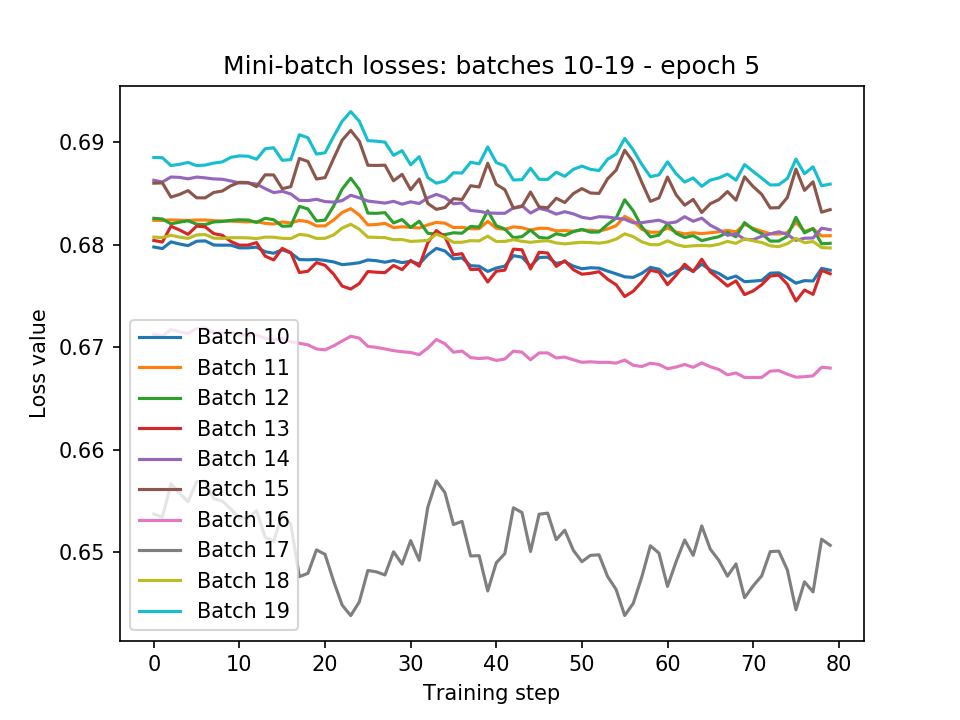 Mini-batch losses: batches 10-19 - epoch 5
Loss value
0.69
0.68
0.67
0.66
0.65
Batch 10
Batch 11
Batch 12
Batch 13
Batch 14
Batch 15
Batch 16
Batch 17
Batch 18
Batch 19
0 10 20 30 40 50 60 70 80
Training step